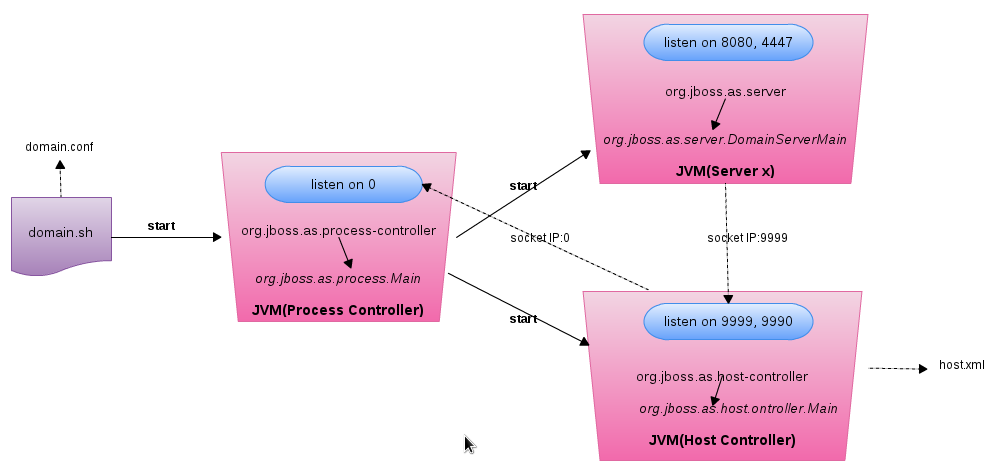 listen on 8080, 4447
org.jboss.as.server
org.jboss.as.server.DomainServerMain
JVM(Server x)
domain.conf
domain.sh
start
listen on 0
org.jboss.as.process-controller
org.jboss.as.process.Main
JVM(Process Controller)
start
socket IP:0
socket IP:9999
start
listen on 9999, 9990
org.jboss.as.host-controller
org.jboss.as.host.ontroller.Main
JVM(Host Controller)
host.xml